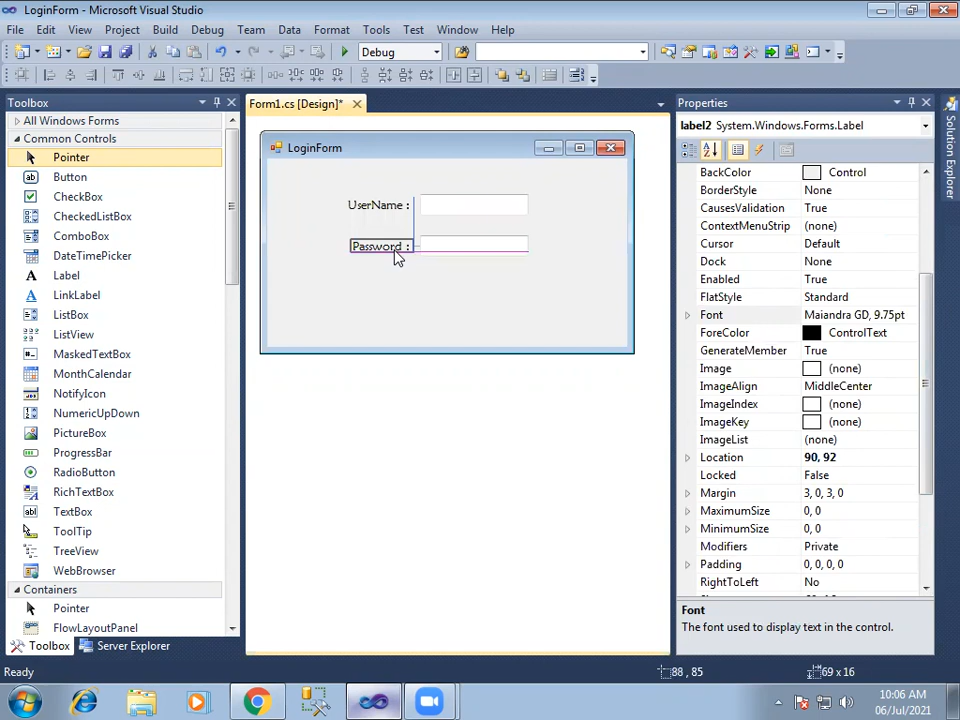 LoginForm - Microsoft Visual Studio
File Edit View Project Build Debug Team Data Format Tools Test Window Help
Debug
Toolbox
All Windows Forms
Common Controls
Pointer
Button
CheckBox
CheckedListBox
ComboBox
DateTimePicker
Label
LinkLabel
ListBox
ListView
MaskedTextBox
MonthCalendar
NotifyIcon
NumericUpDown
PictureBox
ProgressBar
RadioButton
RichTextBox
TextBox
ToolTip
TreeView
WebBrowser
Containers
Pointer
FlowLayoutPanel
Toolbox Server Explorer
Form1.cs [Design]*
LoginForm
UserName :
Password :
Properties
label2 System.Windows.Forms.Label
BackColor Control
BorderStyle None
CausesValidation True
ContextMenuStrip (none)
Cursor Default
Dock None
Enabled True
FlatStyle Standard
Font Maiandra GD, 9.75pt
ForeColor ControlText
GenerateMember True
Image (none)
ImageAlign MiddleCenter
ImageIndex (none)
ImageKey (none)
ImageList (none)
Location 90, 92
Locked False
Margin 3, 0, 3, 0
MaximumSize 0, 0
MinimumSize 0, 0
Modifiers Private
Padding 0, 0, 0, 0
RightToLeft No
Font
The font used to display text in the control.
Solution Explorer
Ready
88 , 85
69 x 16
10:06 AM
06/Jul/2021